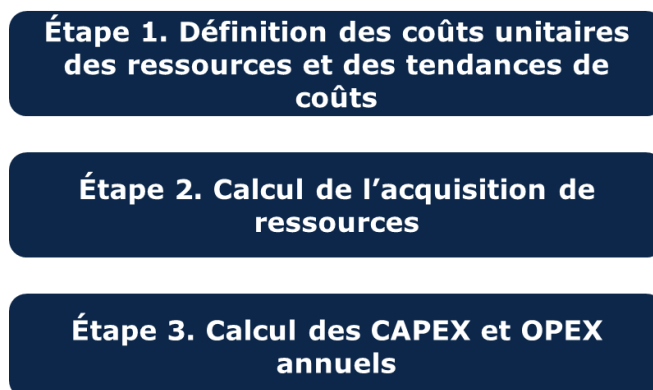 Étape 1. Définition des coûts unitaires
des ressources et des tendances de
coûts
Étape 2. Calcul de l’acquisition de
ressources
Étape 3. Calcul des CAPEX et OPEX
annuels